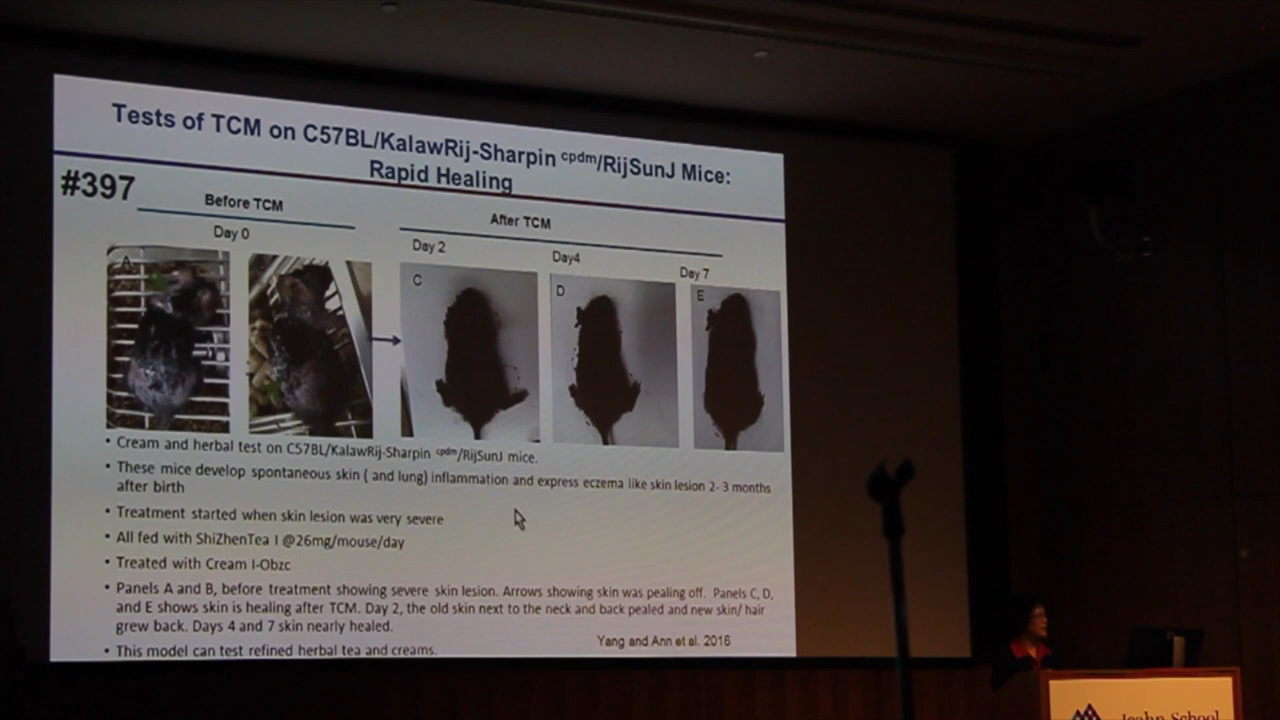 Tests of TCM on C57BL/KalawRij-Sharpin cpdm/RijSunJ Mice:
Rapid Healing
#397
Before TCM
After TCM
Day 0
Day 2
Day4
Day 7
A
C
D
E
• Cream and herbal test on C57BL/KalawRij-Sharpin cpdm/RijSunJ mice.
• These mice develop spontaneous skin ( and lung) inflammation and express eczema like skin lesion 2- 3 months
after birth
• Treatment started when skin lesion was very severe
• All fed with ShiZhenTea I @26mg/mouse/day
• Treated with Cream I-Obzc
• Panels A and B, before treatment showing severe skin lesion. Arrows showing skin was pealing off. Panels C, D,
and E shows skin is healing after TCM. Day 2, the old skin next to the neck and back pealed and new skin/ hair
grew back. Days 4 and 7 skin nearly healed.
Yang and Ann et al. 2016
• This model can test refined herbal tea and creams.
Icahn School